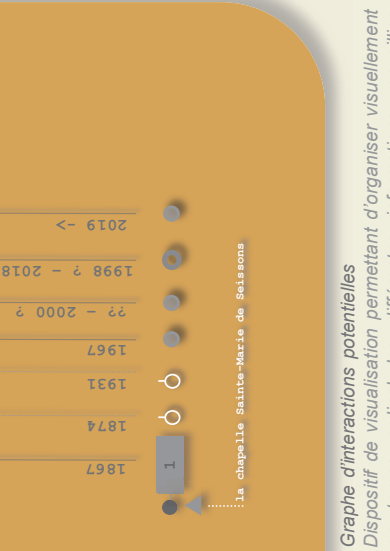 Graphe d'interactions potentielles
Dispositif de visualisation permettant d'organiser visuellement
la chapelle Sainte-Marie de Seissons
1
1867
1874
1931
1967
?? - 2000 ?
1998 ? - 2018
2019 ->